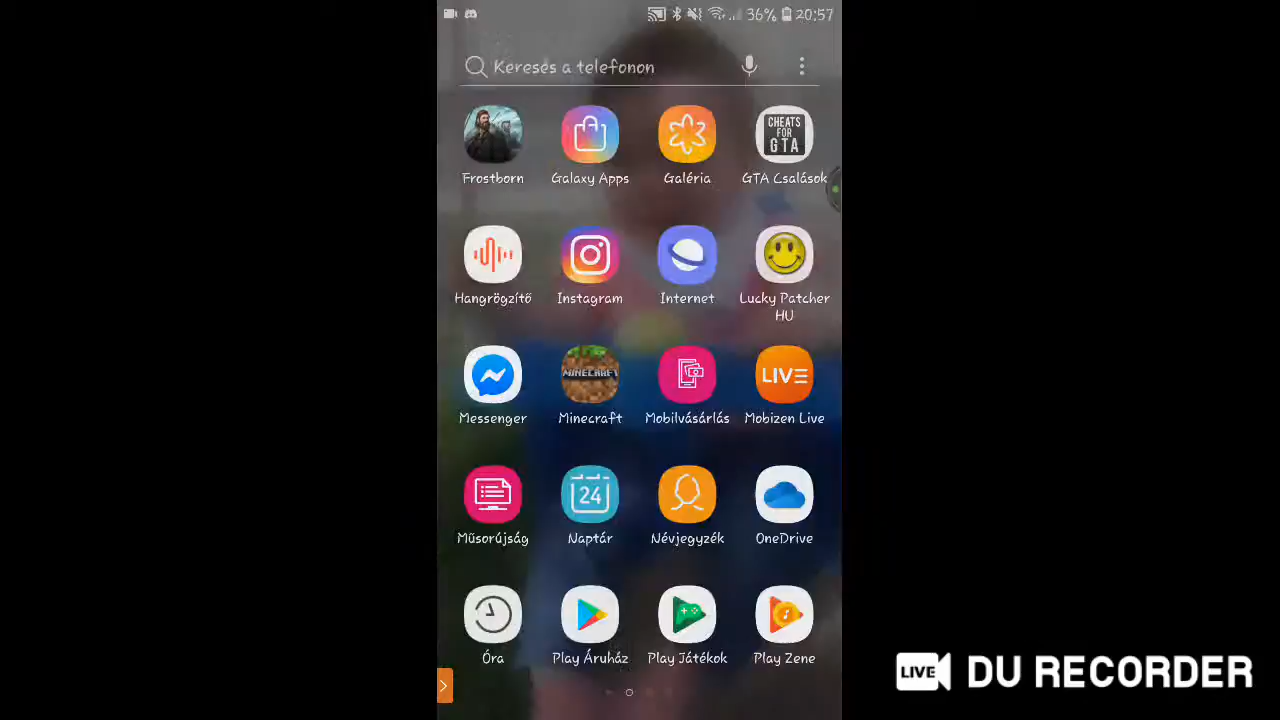 36% 20:57
Keresés a telefonon
CHEATS
FOR
GTA
Frostborn Galaxy Apps Galéria GTA Csalások
Hangrögzítő Instagram Internet Lucky Patcher
HU
MINECRAFT
LIVE
Messenger Minecraft Mobilvásárlás Mobizen Live
24
Műsorújság Naptár Névjegyzék OneDrive
Óra Play Áruház Play Játékok Play Zene
LIVE DU RECORDER